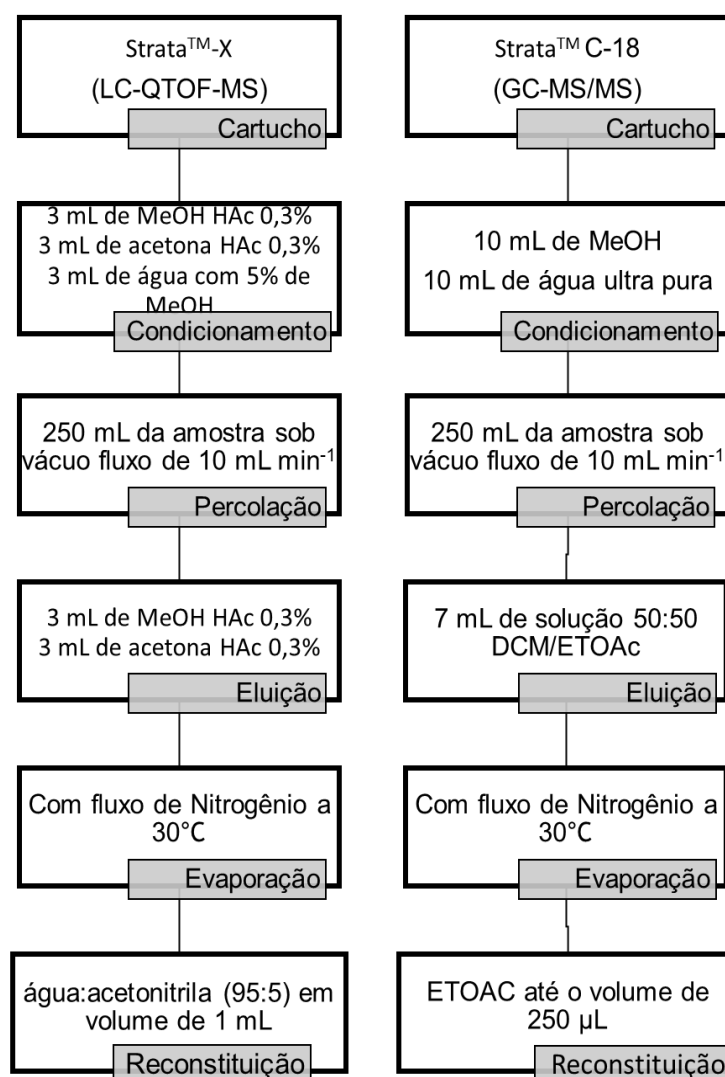 Strata™-X
(LC-QTOF-MS)
Cartucho
3 mL de MeOH HAc 0,3%
3 mL de acetona HAc 0,3%
3 mL de água com 5% de
MeOH
Condicionamento
250 mL da amostra sob
vácuo fluxo de 10 mL min⁻¹
Percolação
3 mL de MeOH HAc 0,3%
3 mL de acetona HAc 0,3%
Eluição
Com fluxo de Nitrogênio a
30°C
Evaporação
água:acetonitrila (95:5) em
volume de 1 mL
Reconstituição
Strata™ C-18
(GC-MS/MS)
Cartucho
10 mL de MeOH
10 mL de água ultra pura
Condicionamento
250 mL da amostra sob
vácuo fluxo de 10 mL min⁻¹
Percolação
7 mL de solução 50:50
DCM/ETOAc
Eluição
Com fluxo de Nitrogênio a
30°C
Evaporação
ETOAC até o volume de
250 µL
Reconstituição